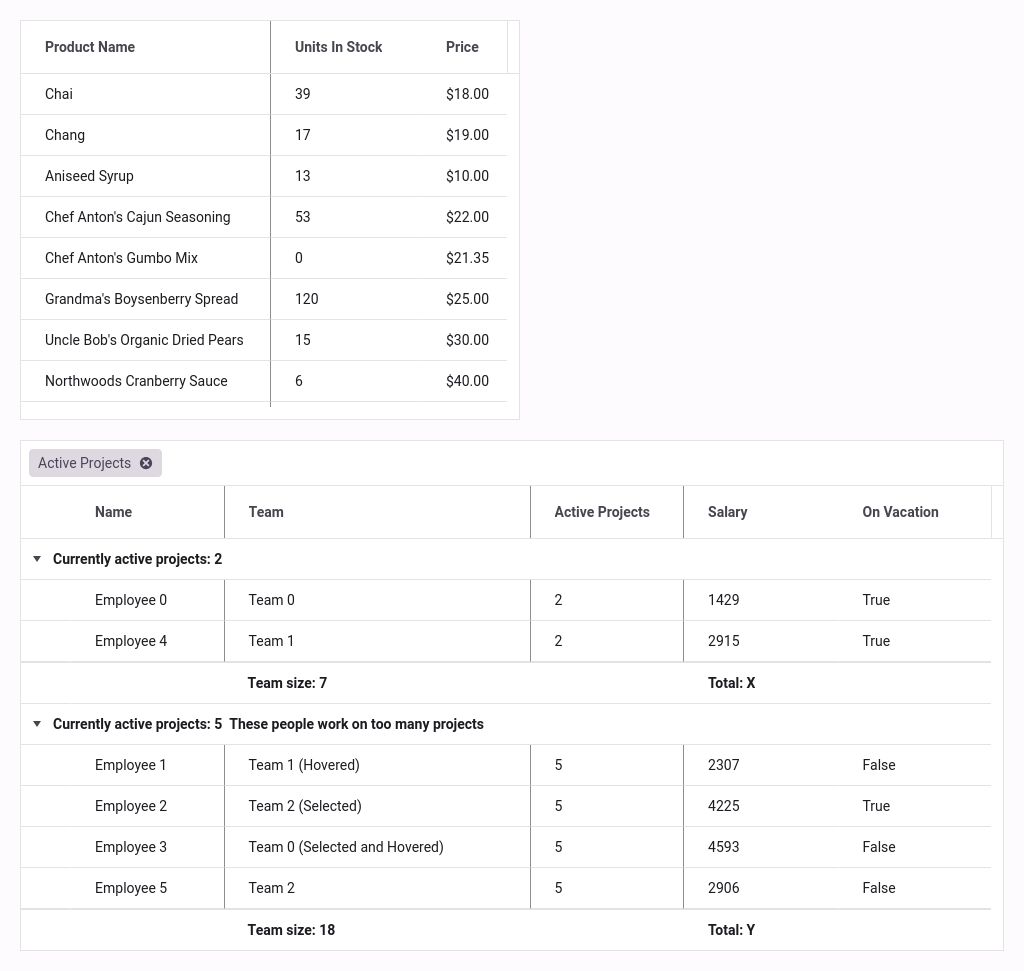 Product Name Units In Stock Price
Chai 39 $18.00
Chang 17 $19.00
Aniseed Syrup 13 $10.00
Chef Anton's Cajun Seasoning 53 $22.00
Chef Anton's Gumbo Mix 0 $21.35
Grandma's Boysenberry Spread 120 $25.00
Uncle Bob's Organic Dried Pears 15 $30.00
Northwoods Cranberry Sauce 6 $40.00
Active Projects
Name Team Active Projects Salary On Vacation
Currently active projects: 2
Employee 0 Team 0 2 1429 True
Employee 4 Team 1 2 2915 True
Team size: 7 Total: X
Currently active projects: 5 These people work on too many projects
Employee 1 Team 1 (Hovered) 5 2307 False
Employee 2 Team 2 (Selected) 5 4225 True
Employee 3 Team 0 (Selected and Hovered) 5 4593 False
Employee 5 Team 2 5 2906 False
Team size: 18 Total: Y